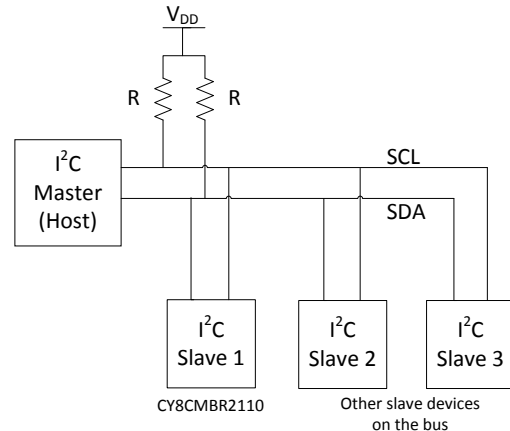 VDD
R
R
I²C
Master
(Host)
SCL
SDA
I²C
Slave 1
I²C
Slave 2
I²C
Slave 3
CY8CMBR2110
Other slave devices
on the bus